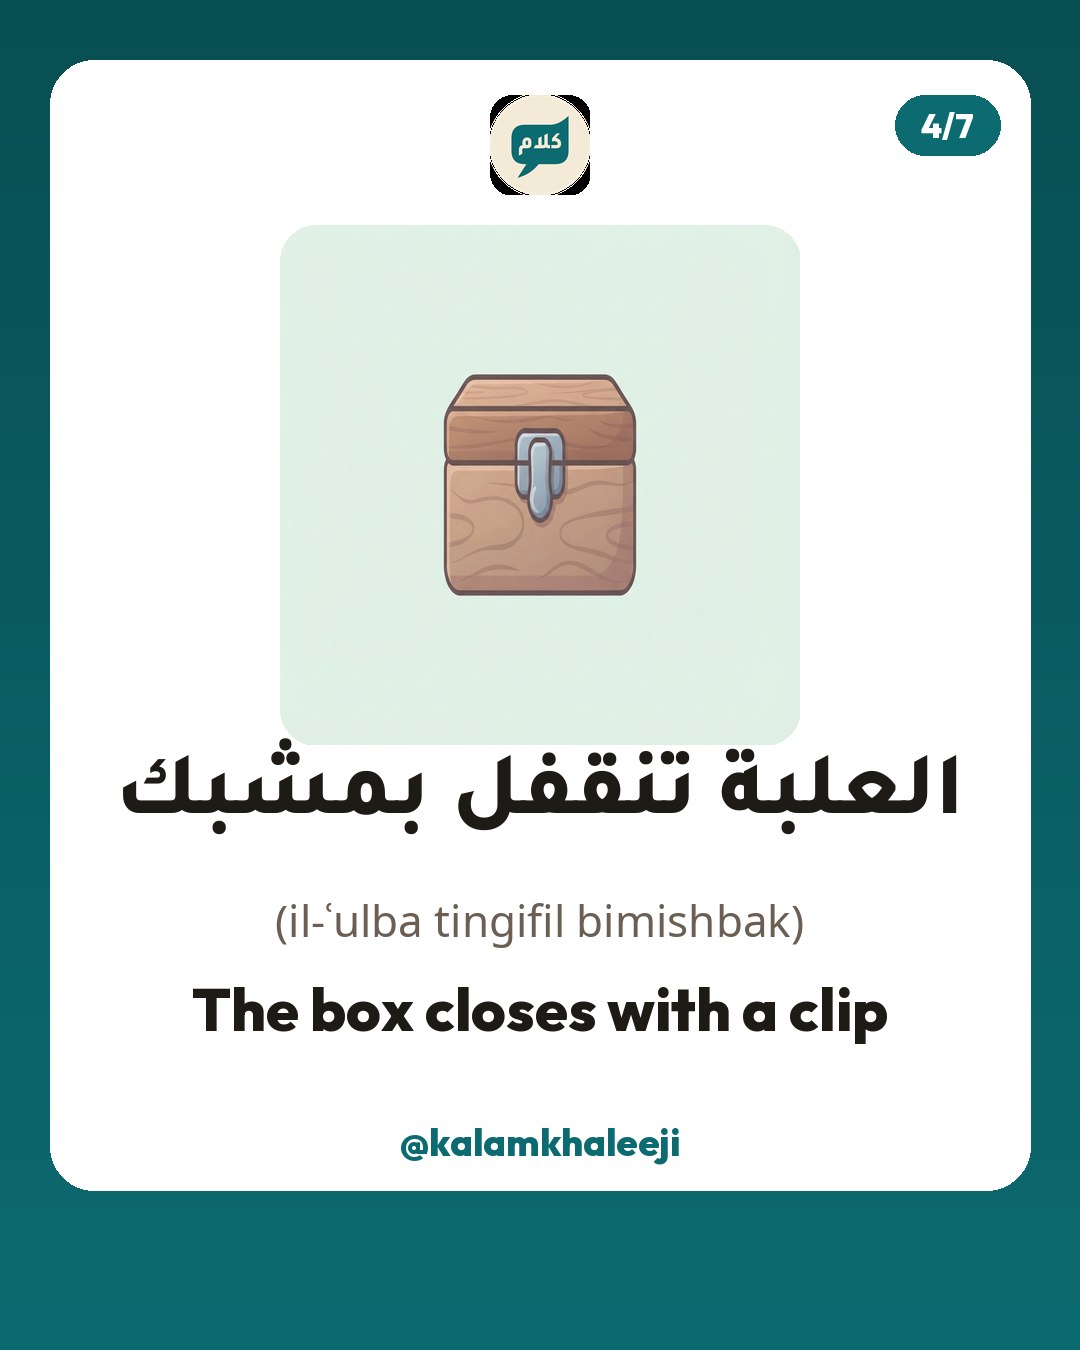 كلام
4/7
العلبة تنقفل بمشبك
(il-ʿulba tingifil bimishbak)
The box closes with a clip
@kalamkhaleeji